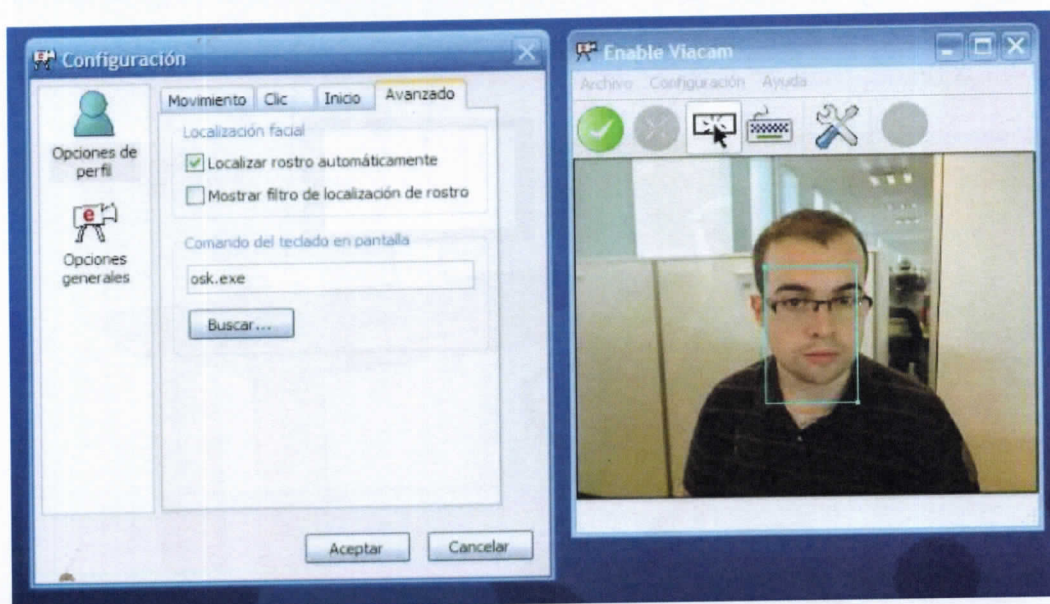 Configuración
Opciones de
perfil
e
Opciones
generales
Movimiento Clic Inicio Avanzado
Localización facial
Localizar rostro automáticamente
Mostrar filtro de localización de rostro
Comando del teclado en pantalla
osk.exe
Buscar...
Aceptar Cancelar
Enable Viacam
Archivo Configuración Ayuda